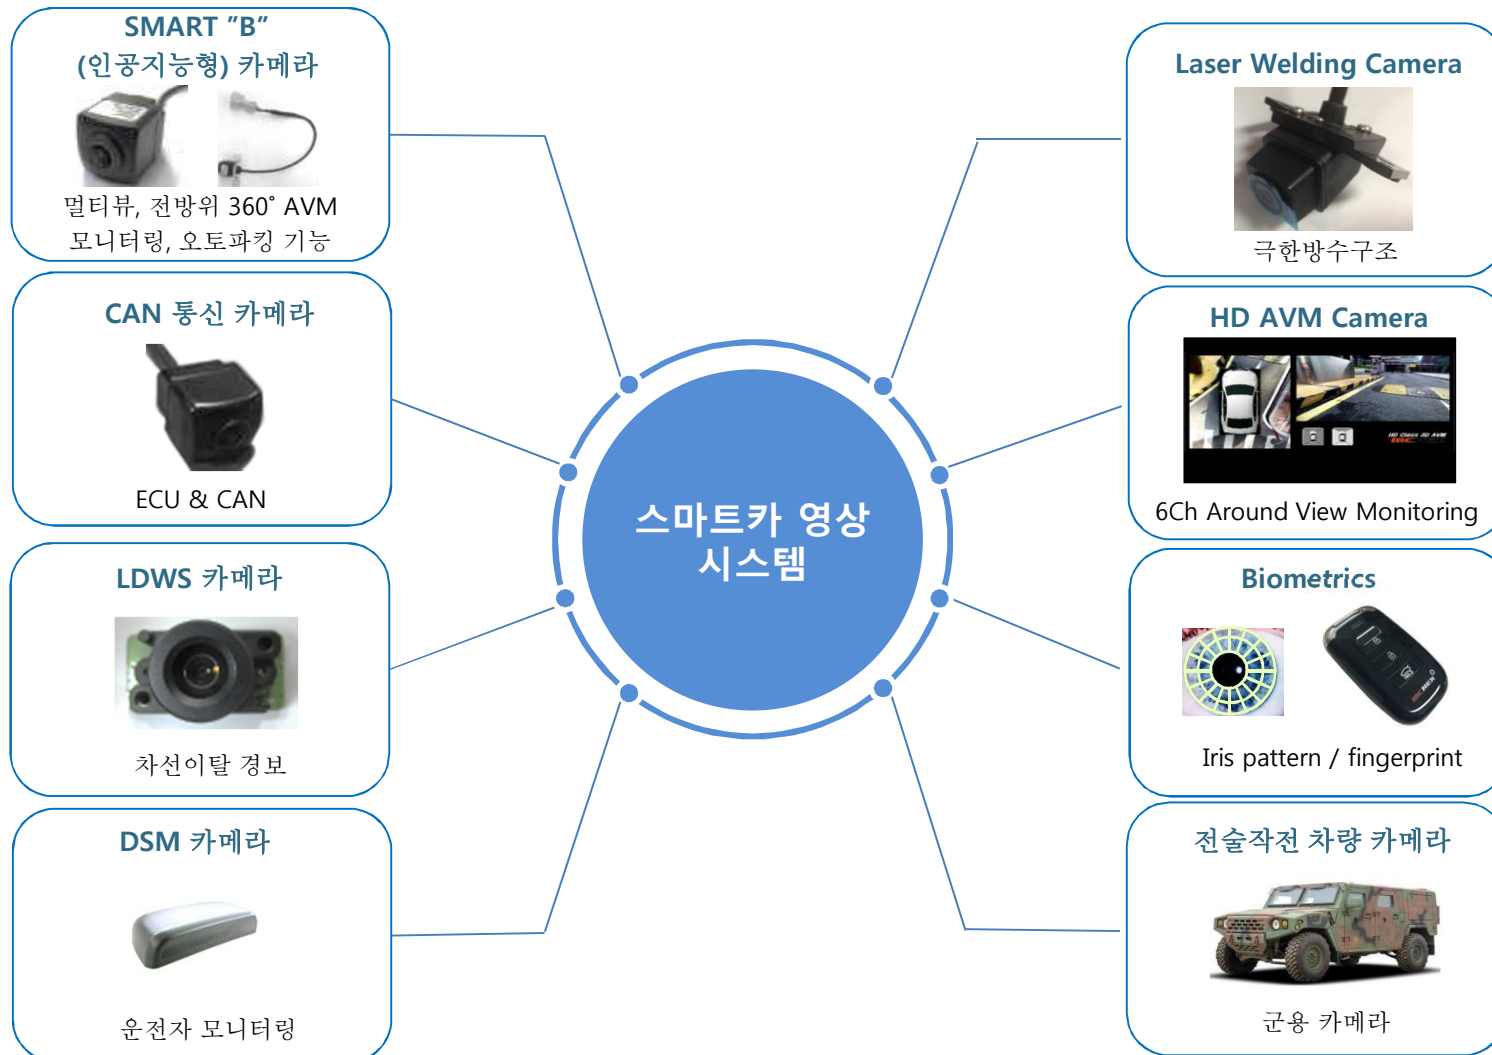 SMART "B"
(인공지능형) 카메라
멀티뷰, 전방위 360° AVM
모니터링, 오토파킹 기능
CAN 통신 카메라
ECU & CAN
LDWS 카메라
차선이탈 경보
DSM 카메라
운전자 모니터링
스마트카 영상
시스템
Laser Welding Camera
극한방수구조
HD AVM Camera
HD Class 3D AVM
6Ch Around View Monitoring
Biometrics
Iris pattern / fingerprint
전술작전 차량 카메라
군용 카메라